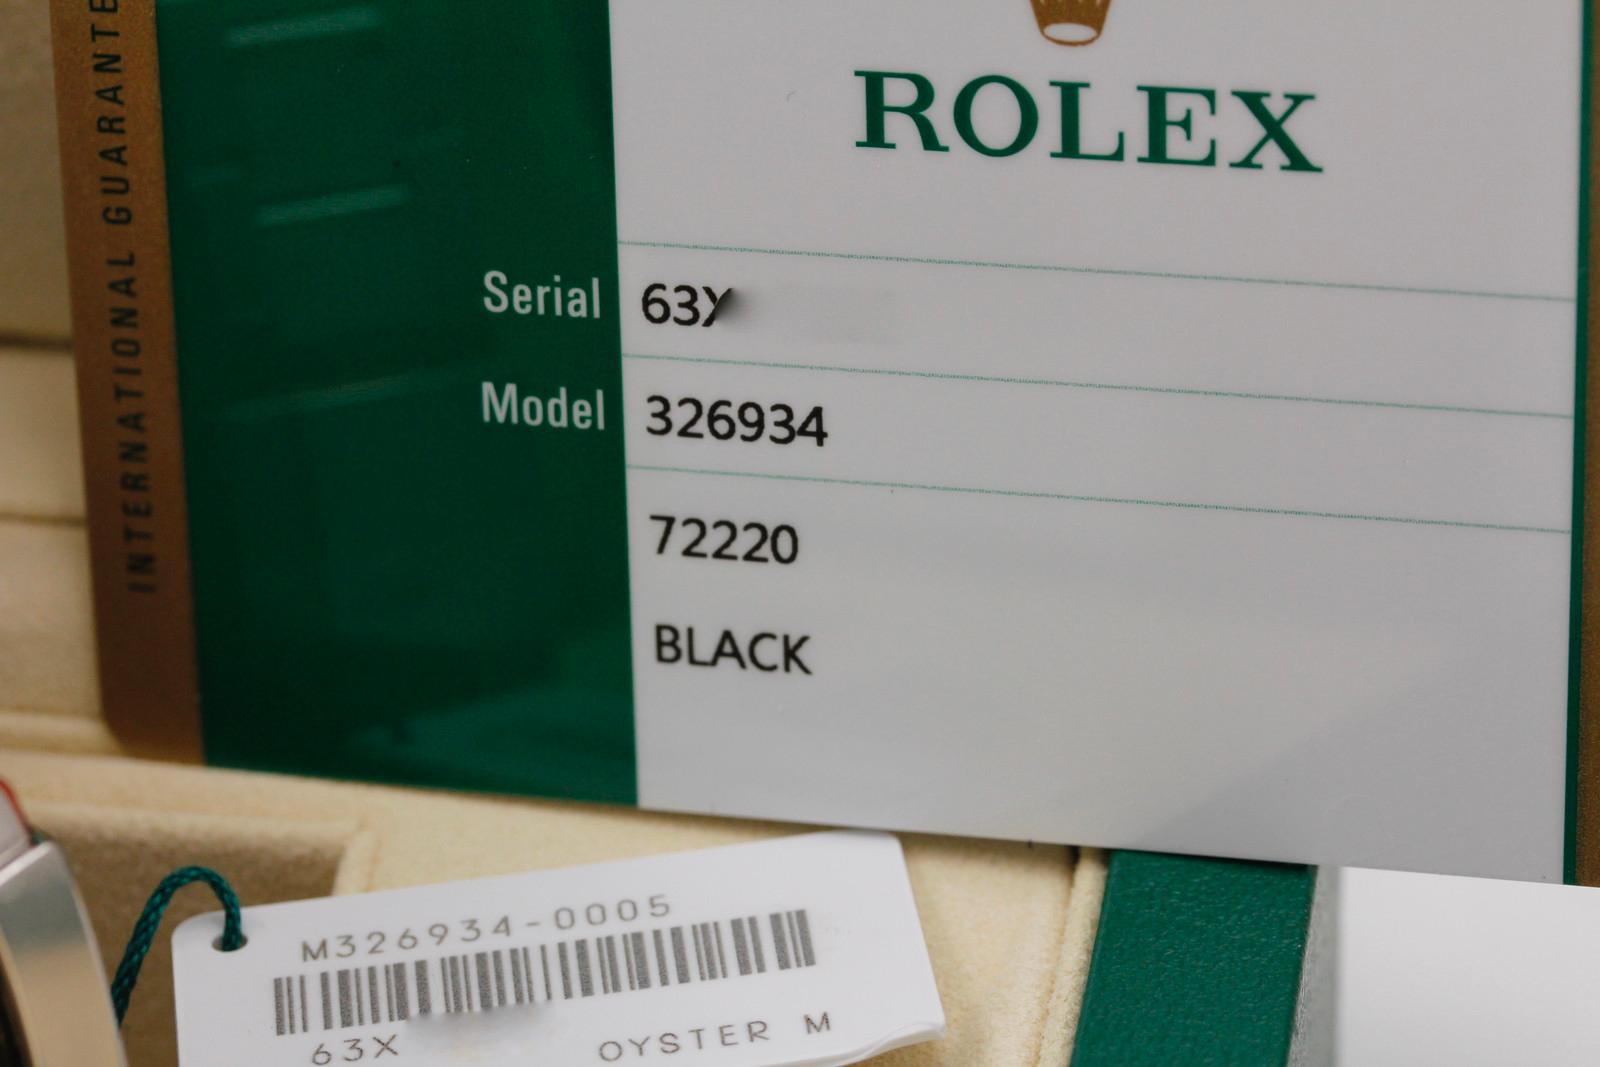 INTERNATIONAL GUARANTE
ROLEX
Serial 63X
Model 326934
72220
BLACK
M326934-0005
63X OYSTER M